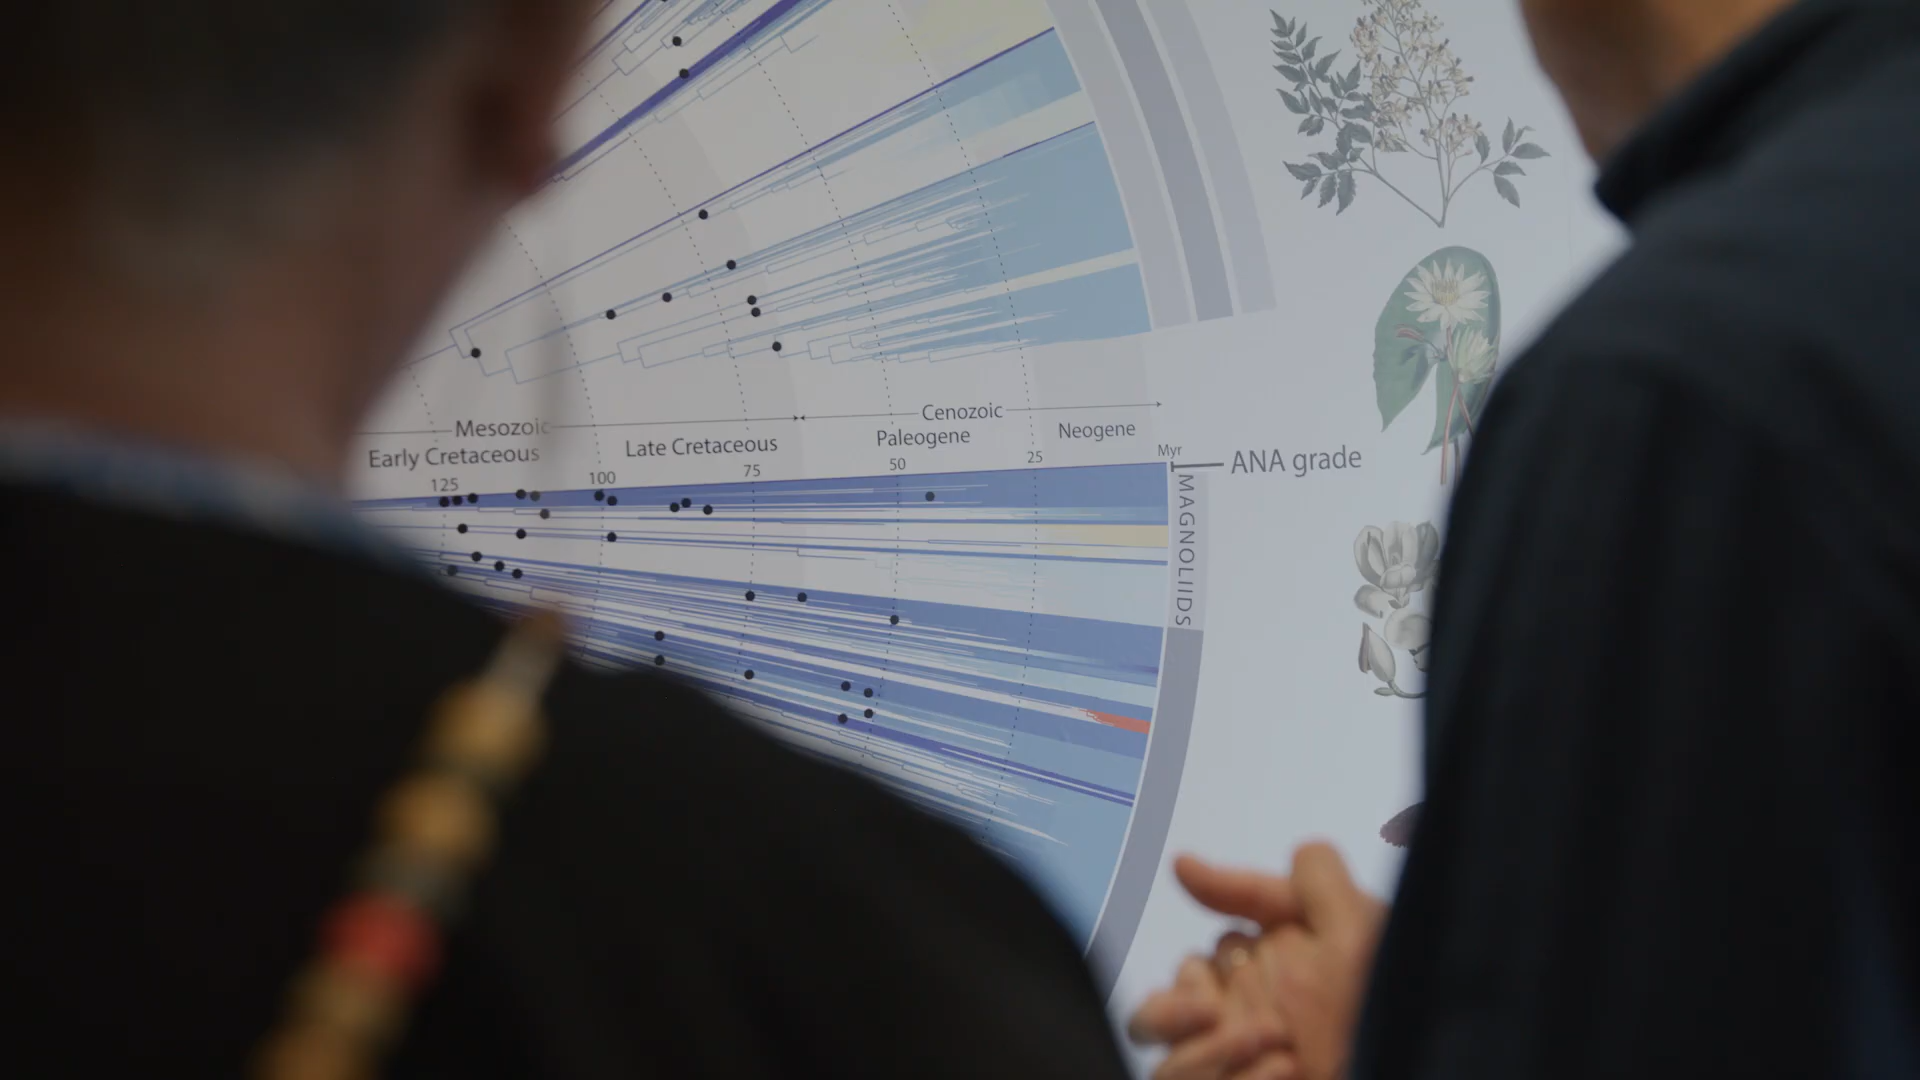 Mesozoic
Cenozoic
Early Cretaceous
Late Cretaceous
Paleogene
Neogene
125
100
75
50
25
Myr
ANA grade
MAGNOLIIDS